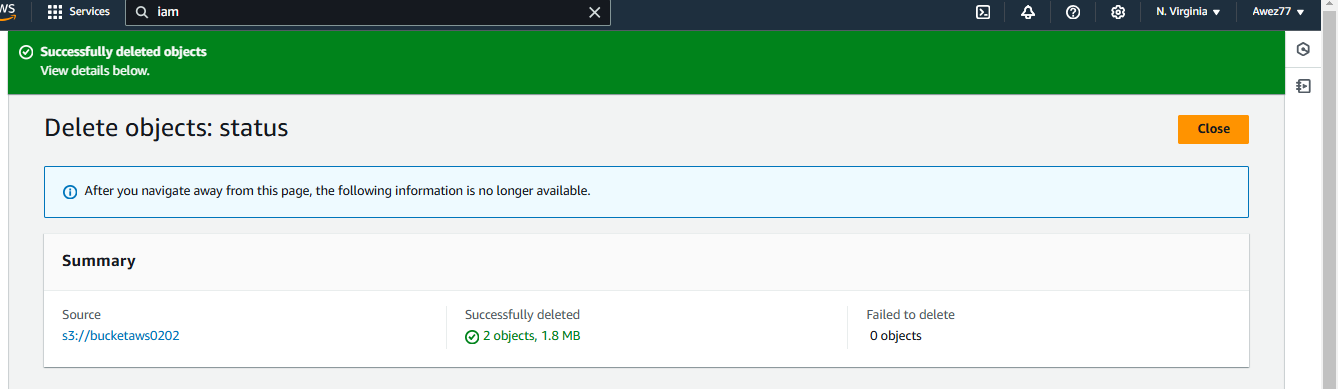 Services
iam
N. Virginia
Awez77
Successfully deleted objects
View details below.
Delete objects: status
Close
After you navigate away from this page, the following information is no longer available.
Summary
Source
Successfully deleted
Failed to delete
s3://bucketaws0202
2 objects, 1.8 MB
0 objects